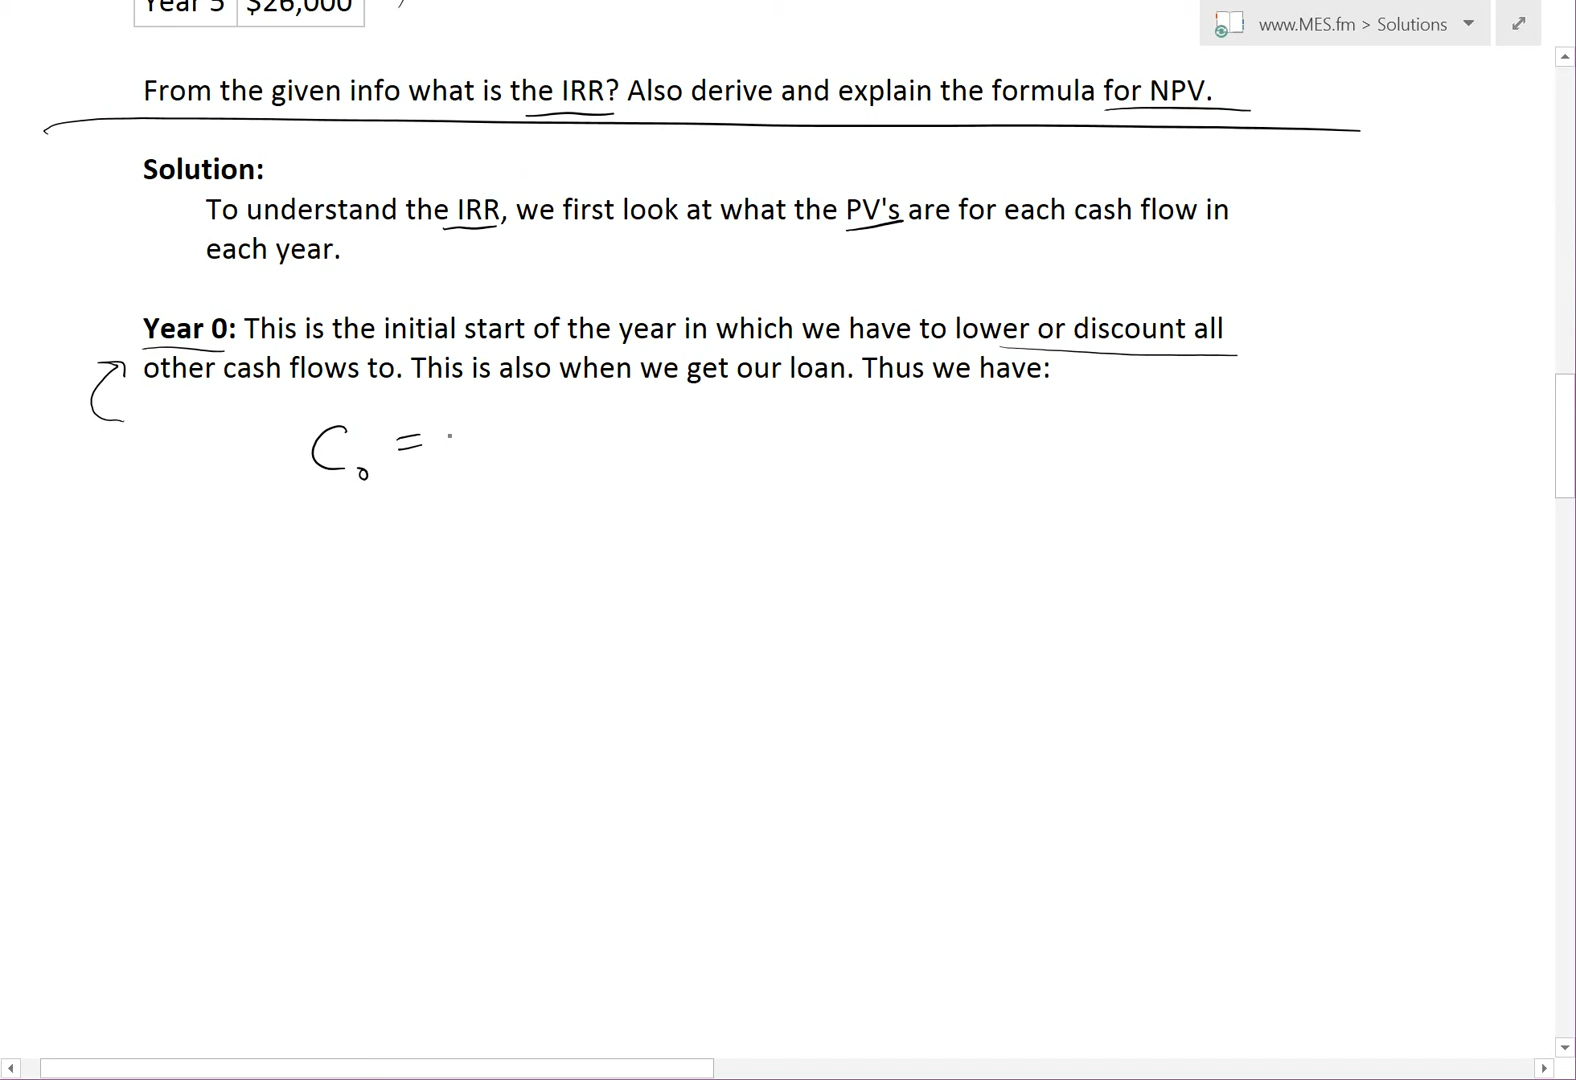 Year 5 $26,000
www.MES.fm > Solutions
From the given info what is the IRR? Also derive and explain the formula for NPV.
Solution:
To understand the IRR, we first look at what the PV's are for each cash flow in
each year.
Year 0: This is the initial start of the year in which we have to lower or discount all
other cash flows to. This is also when we get our loan. Thus we have:
C₀ =